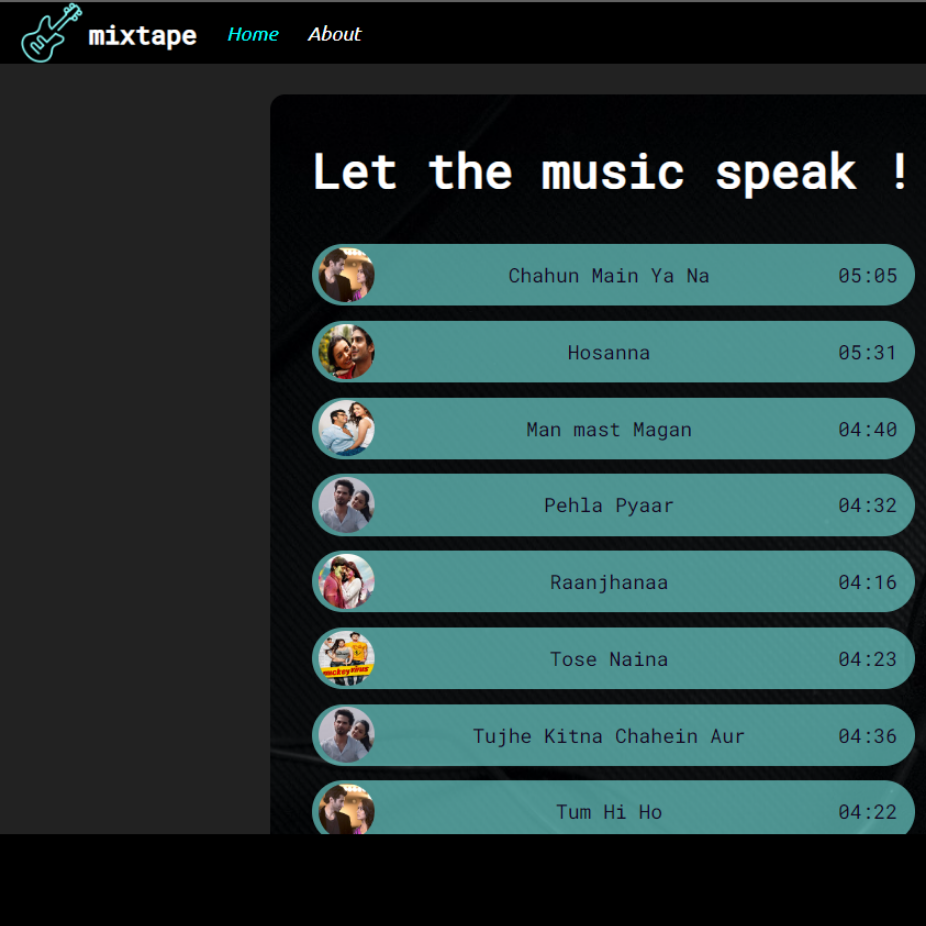 mixtape Home About
Let the music speak !
Chahun Main Ya Na 05:05
Hosanna 05:31
Man mast Magan 04:40
Pehla Pyaar 04:32
Raanjhanaa 04:16
Tose Naina 04:23
Tujhe Kitna Chahein Aur 04:36
Tum Hi Ho 04:22